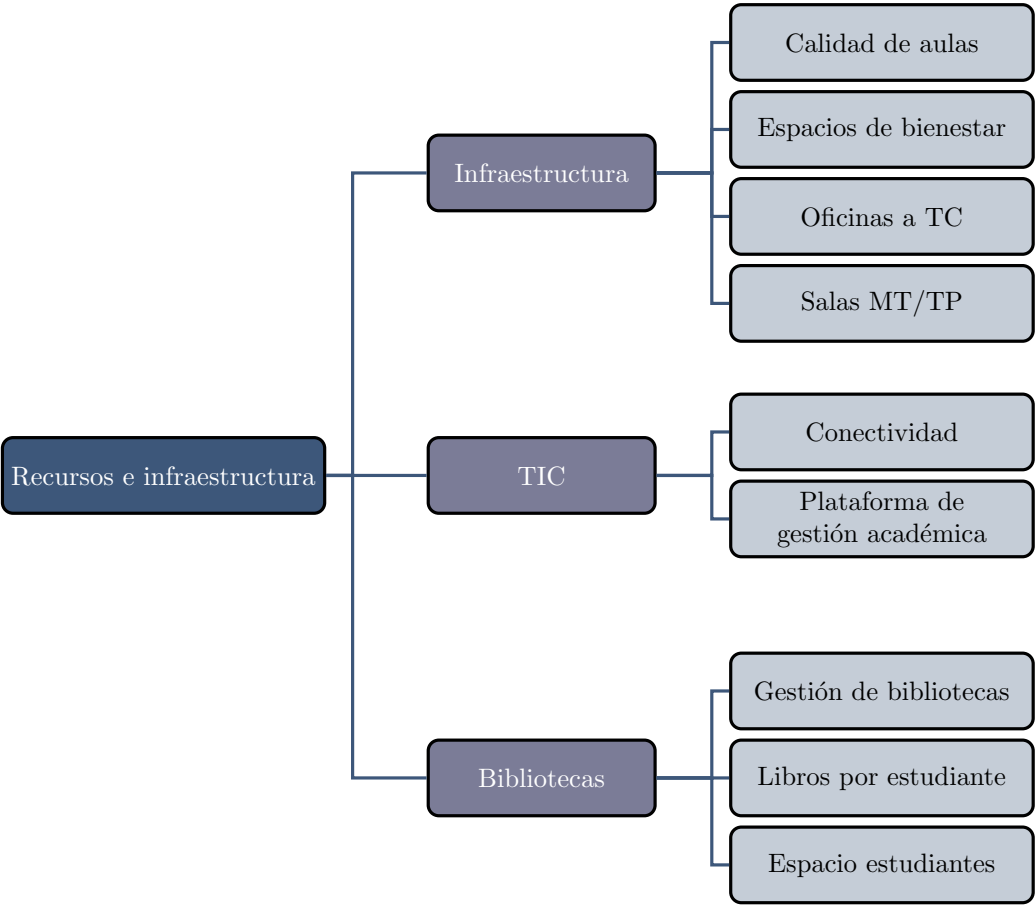 Recursos e infraestructura
Infraestructura
Calidad de aulas
Espacios de bienestar
Oficinas a TC
Salas MT/TP
TIC
Conectividad
Plataforma de
gestión académica
Bibliotecas
Gestión de bibliotecas
Libros por estudiante
Espacio estudiantes